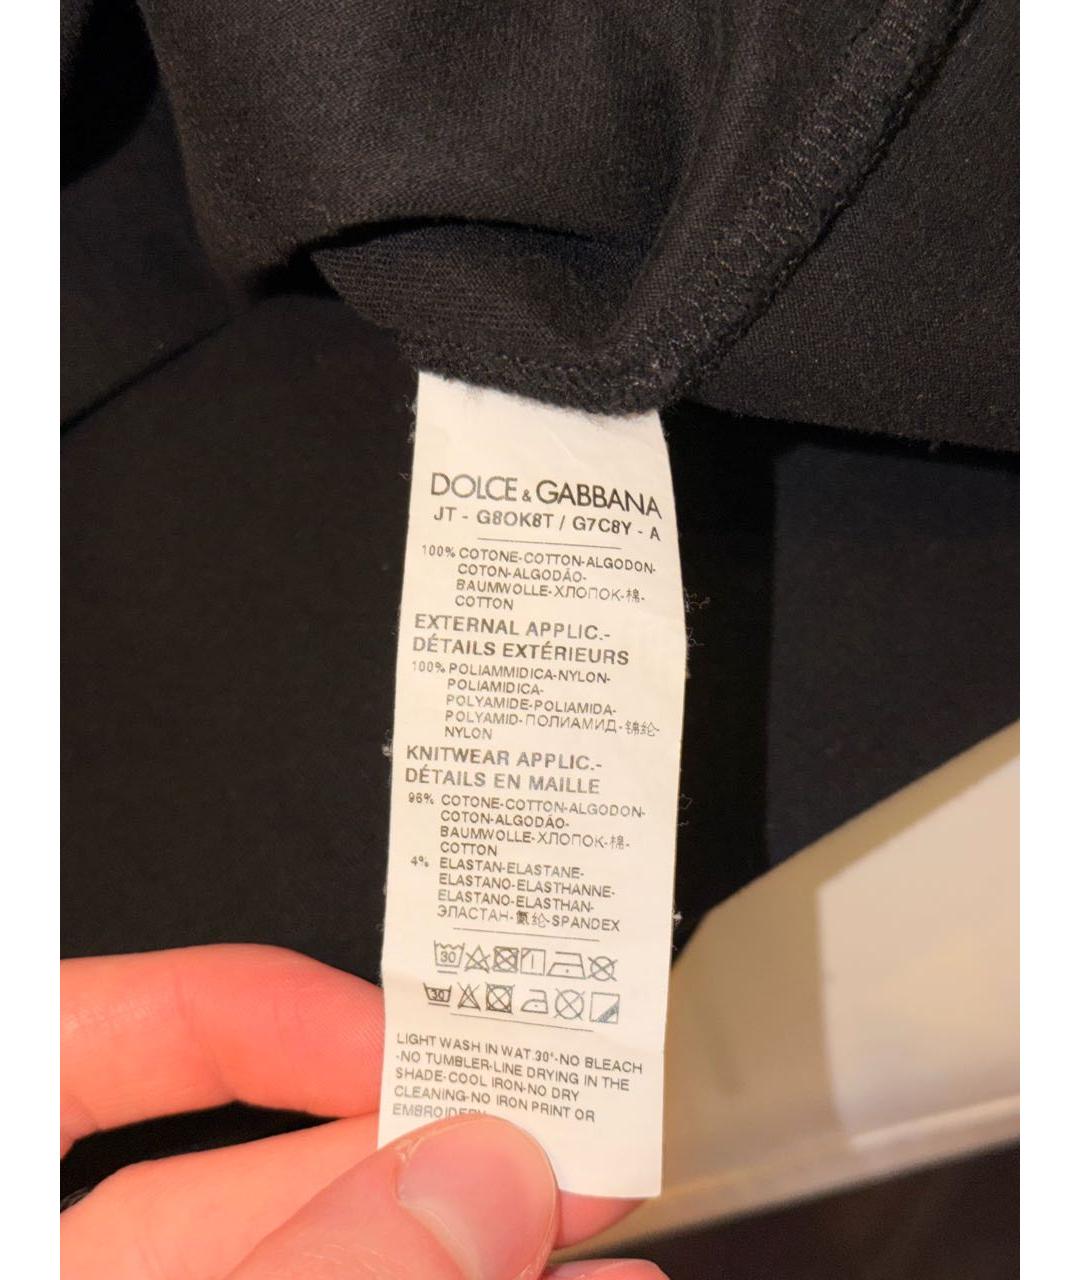 DOLCE & GABBANA
JT - G8OK8T / G7C8Y - A
100% COTONE-COTTON-ALGODON-
COTON-ALGODÃO-
BAUMWOLLE-ХЛОПОК-棉-
COTTON
EXTERNAL APPLIC.-
DÉTAILS EXTÉRIEURS
100% POLIAMMIDICA-NYLON-
POLIAMIDICA-
POLYAMIDE-POLIAMIDA-
POLYAMID-ПОЛИАМИД-锦纶-
NYLON
KNITWEAR APPLIC.-
DÉTAILS EN MAILLE
96% COTONE-COTTON-ALGODON-
COTON-ALGODÃO-
BAUMWOLLE-ХЛОПОК-棉-
COTTON
4% ELASTAN-ELASTANE-
ELASTANO-ELASTHANNE-
ELASTANO-ELASTHAN-
ЭЛАСТАН-氨纶-SPANDEX
30
30
LIGHT WASH IN WAT.30°-NO BLEACH
-NO TUMBLER-LINE DRYING IN THE
SHADE-COOL IRON-NO DRY
CLEANING-NO IRON PRINT OR
EMBROIDERY